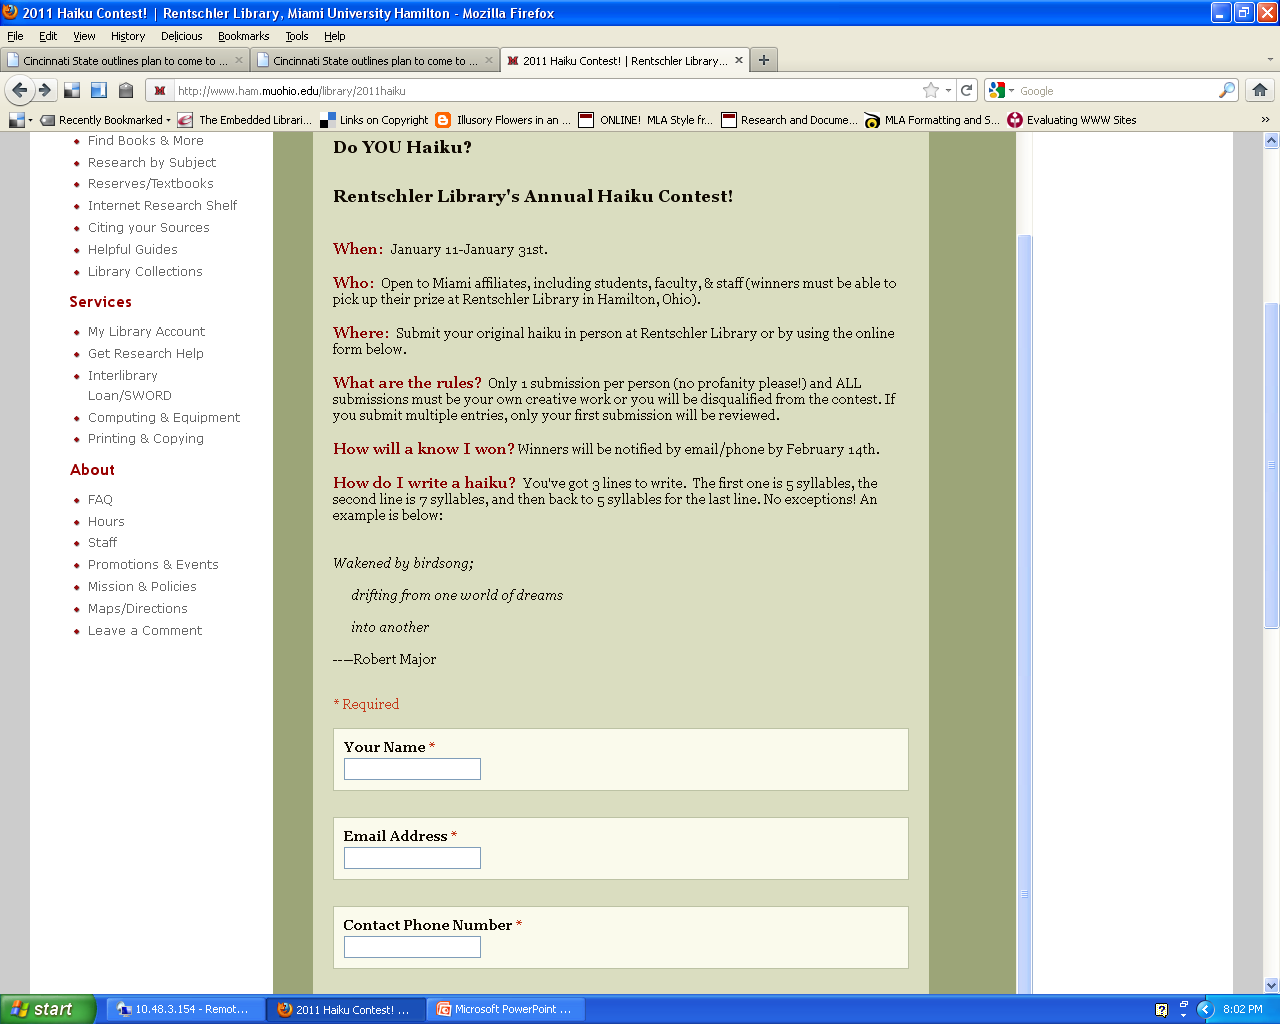 2011 Haiku Contest! | Rentschler Library, Miami University Hamilton - Mozilla Firefox
File Edit View History Delicious Bookmarks Tools Help
Cincinnati State outlines plan to come to ... Cincinnati State outlines plan to come to ... 2011 Haiku Contest! | Rentschler Library...
http://www.ham.muohio.edu/library/2011haiku Google
Recently Bookmarked The Embedded Librari... Links on Copyright Illusory Flowers in an ... ONLINE! MLA Style fr... Research and Docume... MLA Formatting and S... Evaluating WWW Sites »
Find Books & More
Research by Subject
Reserves/Textbooks
Internet Research Shelf
Citing your Sources
Helpful Guides
Library Collections
Services
My Library Account
Get Research Help
Interlibrary
Loan/SWORD
Computing & Equipment
Printing & Copying
About
FAQ
Hours
Staff
Promotions & Events
Mission & Policies
Maps/Directions
Leave a Comment
Do YOU Haiku?
Rentschler Library's Annual Haiku Contest!
When: January 11-January 31st.
Who: Open to Miami affiliates, including students, faculty, & staff (winners must be able to
pick up their prize at Rentschler Library in Hamilton, Ohio).
Where: Submit your original haiku in person at Rentschler Library or by using the online
form below.
What are the rules? Only 1 submission per person (no profanity please!) and ALL
submissions must be your own creative work or you will be disqualified from the contest. If
you submit multiple entries, only your first submission will be reviewed.
How will a know I won? Winners will be notified by email/phone by February 14th.
How do I write a haiku? You've got 3 lines to write. The first one is 5 syllables, the
second line is 7 syllables, and then back to 5 syllables for the last line. No exceptions! An
example is below:
Wakened by birdsong;
drifting from one world of dreams
into another
----Robert Major
* Required
Your Name *
Email Address *
Contact Phone Number *
start 10.48.3.154 - Remot... 2011 Haiku Contest! ... Microsoft PowerPoint ... 8:02 PM